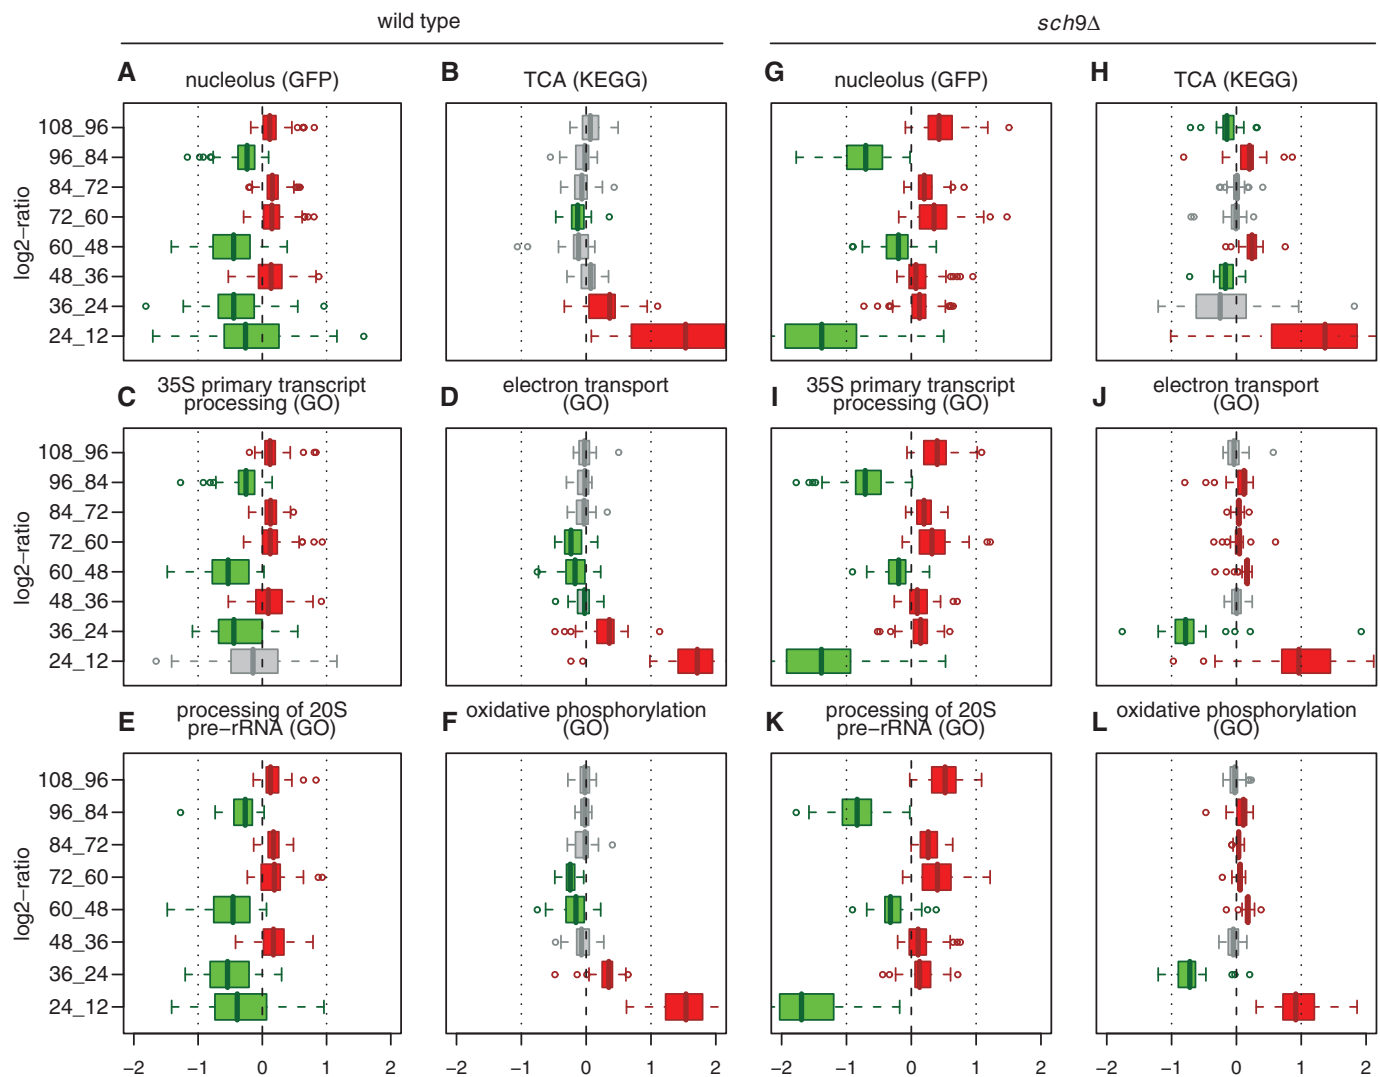 wild type
sch9Δ
A nucleolus (GFP)
B TCA (KEGG)
G nucleolus (GFP)
H TCA (KEGG)
log2−ratio
108_96
96_84
84_72
72_60
60_48
48_36
36_24
24_12
C 35S primary transcript
processing (GO)
D electron transport
(GO)
I 35S primary transcript
processing (GO)
J electron transport
(GO)
log2−ratio
108_96
96_84
84_72
72_60
60_48
48_36
36_24
24_12
E processing of 20S
pre−rRNA (GO)
F oxidative phosphorylation
(GO)
K processing of 20S
pre−rRNA (GO)
L oxidative phosphorylation
(GO)
log2−ratio
108_96
96_84
84_72
72_60
60_48
48_36
36_24
24_12
−2 −1 0 1 2
−2 −1 0 1 2
−2 −1 0 1 2
−2 −1 0 1 2